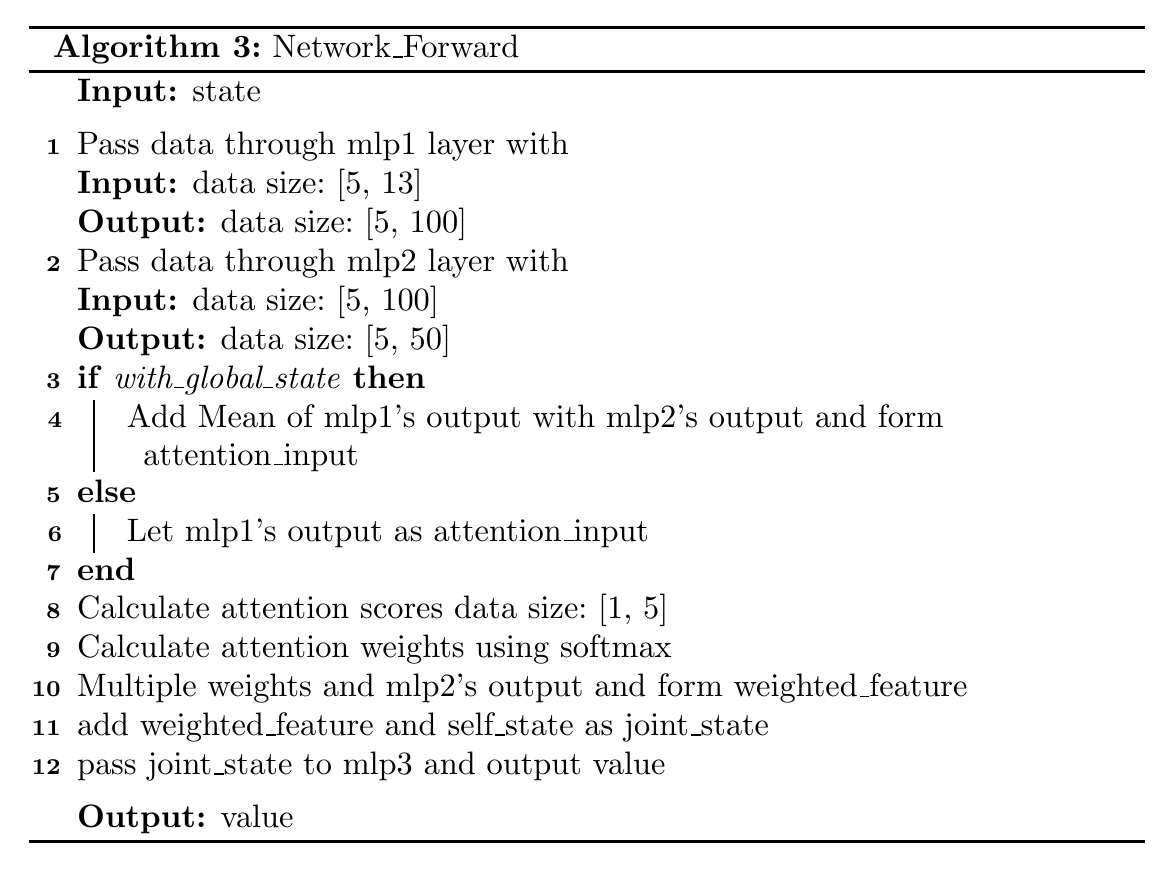 Algorithm 3: Network_Forward
Input: state
1 Pass data through mlp1 layer with
Input: data size: [5, 13]
Output: data size: [5, 100]
2 Pass data through mlp2 layer with
Input: data size: [5, 100]
Output: data size: [5, 50]
3 if with_global_state then
4 Add Mean of mlp1's output with mlp2's output and form
attention_input
5 else
6 Let mlp1's output as attention_input
7 end
8 Calculate attention scores data size: [1, 5]
9 Calculate attention weights using softmax
10 Multiple weights and mlp2's output and form weighted_feature
11 add weighted_feature and self_state as joint_state
12 pass joint_state to mlp3 and output value
Output: value